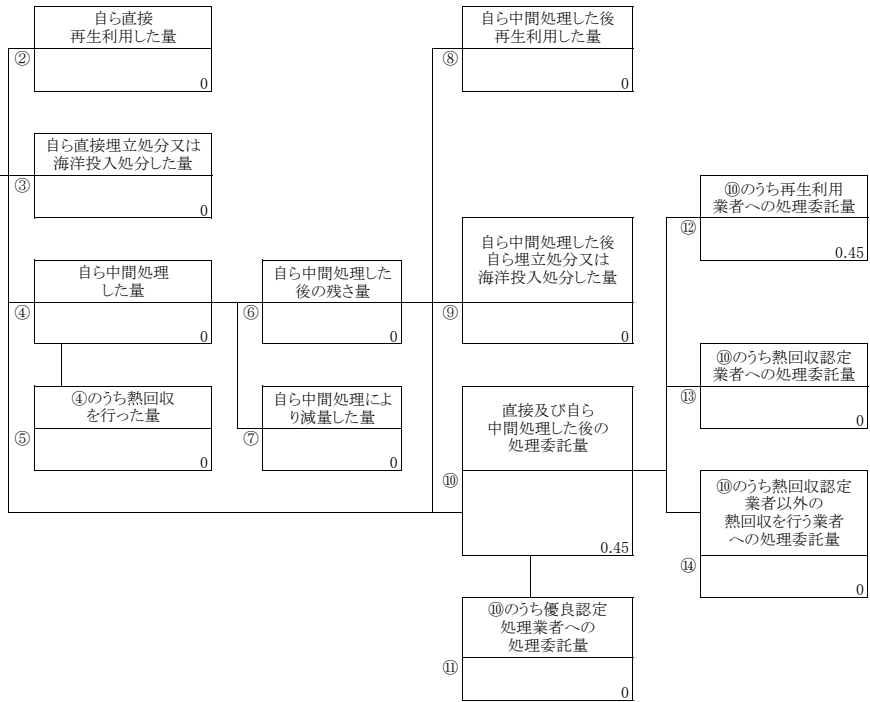 自ら直接
再生利用した量
②
0
自ら直接埋立処分又は
海洋投入処分した量
③
0
自ら中間処理
した量
④
0
④のうち熱回収
を行った量
⑤
0
自ら中間処理した
後の残さ量
⑥
0
自ら中間処理によ
り減量した量
⑦
0
自ら中間処理した後
再生利用した量
⑧
0
自ら中間処理した後
自ら埋立処分又は
海洋投入処分した量
⑨
0
直接及び自ら
中間処理した後の
処理委託量
⑩
0.45
⑩のうち優良認定
処理業者への
処理委託量
⑪
0
⑩のうち再生利用
業者への処理委託量
⑫
0.45
⑩のうち熱回収認定
業者への処理委託量
⑬
0
⑩のうち熱回収認定
業者以外の
熱回収を行う業者
への処理委託量
⑭
0